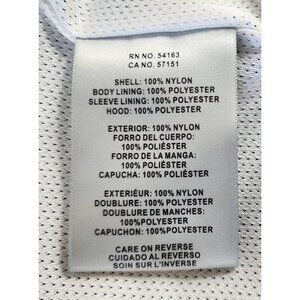 RN NO. 54163
CA NO. 57151
SHELL: 100% NYLON
BODY LINING: 100% POLYESTER
SLEEVE LINING: 100% POLYESTER
HOOD: 100% POLYESTER
EXTERIOR: 100% NYLON
FORRO DEL CUERPO:
100% POLIÉSTER
FORRO DE LA MANGA:
100% POLIÉSTER
CAPUCHA: 100% POLIÉSTER
EXTERIEÙR: 100% NYLON
DOUBLURE: 100% POLYESTER
DOUBLURE DE MANCHES:
100%POLYESTER
CAPUCHON: 100%POLYESTER
CARE ON REVERSE
CUIDADO AL REVERSO
SOIN SUR L'INVERSE